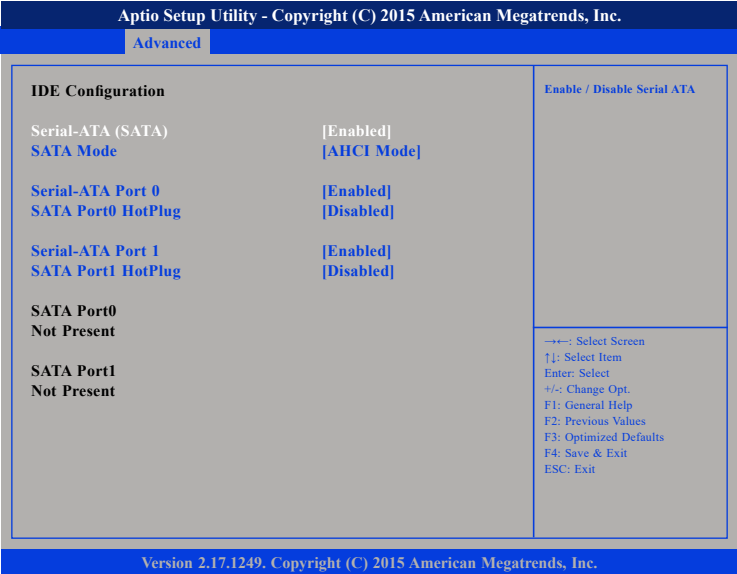 Aptio Setup Utility - Copyright (C) 2015 American Megatrends, Inc.
Advanced
IDE Configuration
Serial-ATA (SATA) [Enabled]
SATA Mode [AHCI Mode]
Serial-ATA Port 0 [Enabled]
SATA Port0 HotPlug [Disabled]
Serial-ATA Port 1 [Enabled]
SATA Port1 HotPlug [Disabled]
SATA Port0
Not Present
SATA Port1
Not Present
Enable / Disable Serial ATA
→←: Select Screen
↑↓: Select Item
Enter: Select
+/-: Change Opt.
F1: General Help
F2: Previous Values
F3: Optimized Defaults
F4: Save & Exit
ESC: Exit
Version 2.17.1249. Copyright (C) 2015 American Megatrends, Inc.